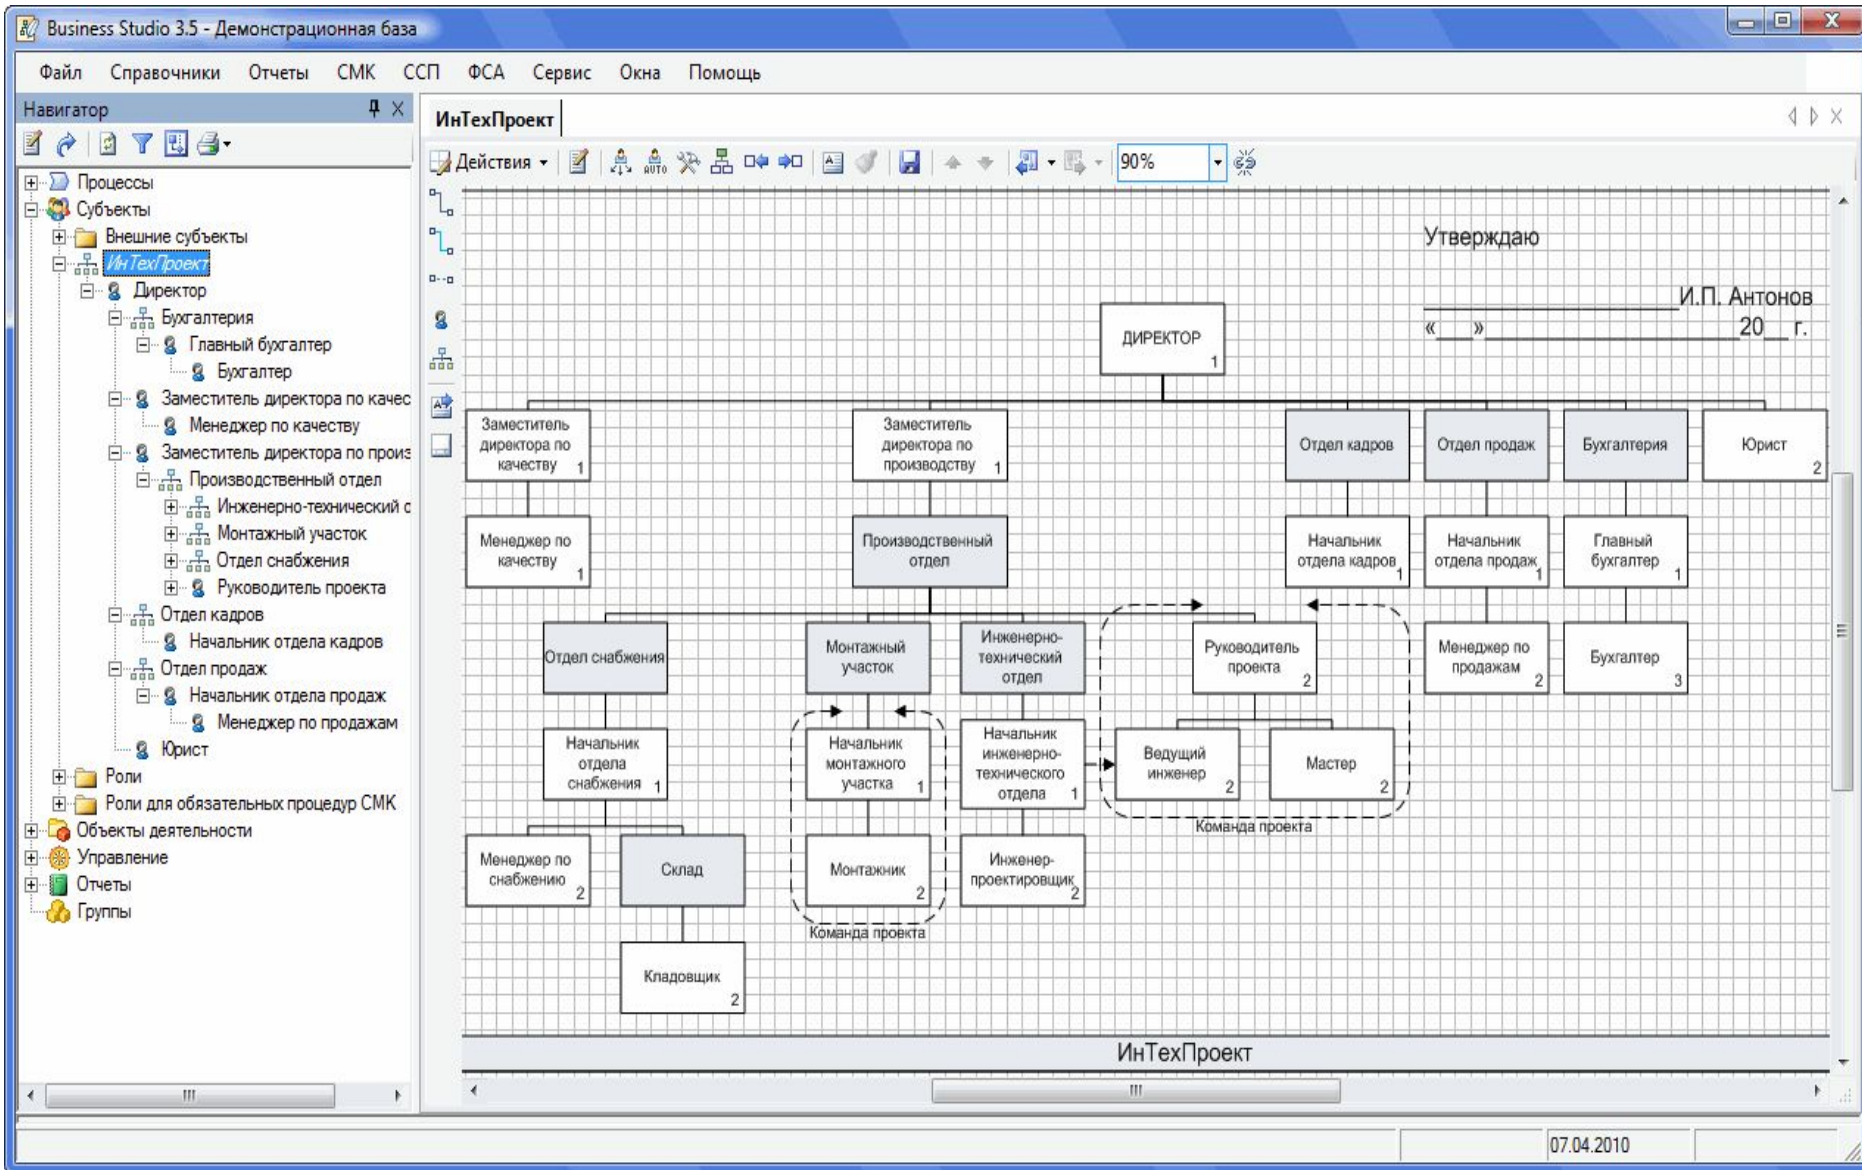 Business Studio 3.5 - Демонстрационная база
Файл Справочники Отчеты СМК ССП ФСА Сервис Окна Помощь
Навигатор
Процессы
Субъекты
Внешние субъекты
ИнТехПроект
Директор
Бухгалтерия
Главный бухгалтер
Бухгалтер
Заместитель директора по качес
Менеджер по качеству
Заместитель директора по произ
Производственный отдел
Инженерно-технический о
Монтажный участок
Отдел снабжения
Руководитель проекта
Отдел кадров
Начальник отдела кадров
Отдел продаж
Начальник отдела продаж
Менеджер по продажам
Юрист
Роли
Роли для обязательных процедур СМК
Объекты деятельности
Управление
Отчеты
Группы
ИнТехПроект
Действия AUTO 90%
Утверждаю
И.П. Антонов
«___»____________________20___г.
ДИРЕКТОР
1
Заместитель
директора по
качеству 1
Заместитель
директора по
производству 1
Отдел кадров
Отдел продаж
Бухгалтерия
Юрист
2
Менеджер по
качеству
1
Производственный
отдел
Начальник
отдела кадров
1
Начальник
отдела продаж
1
Главный
бухгалтер
1
Отдел снабжения
Монтажный
участок
Инженерно-
технический
отдел
Руководитель
проекта
2
Менеджер по
продажам
2
Бухгалтер
3
Начальник
отдела
снабжения 1
Начальник
монтажного
участка 1
Начальник
инженерно-
технического
отдела 1
Ведущий
инженер
2
Мастер
2
Команда проекта
Менеджер по
снабжению
2
Склад
Монтажник
2
Инженер-
проектировщик
2
Команда проекта
Кладовщик
2
ИнТехПроект
07.04.2010